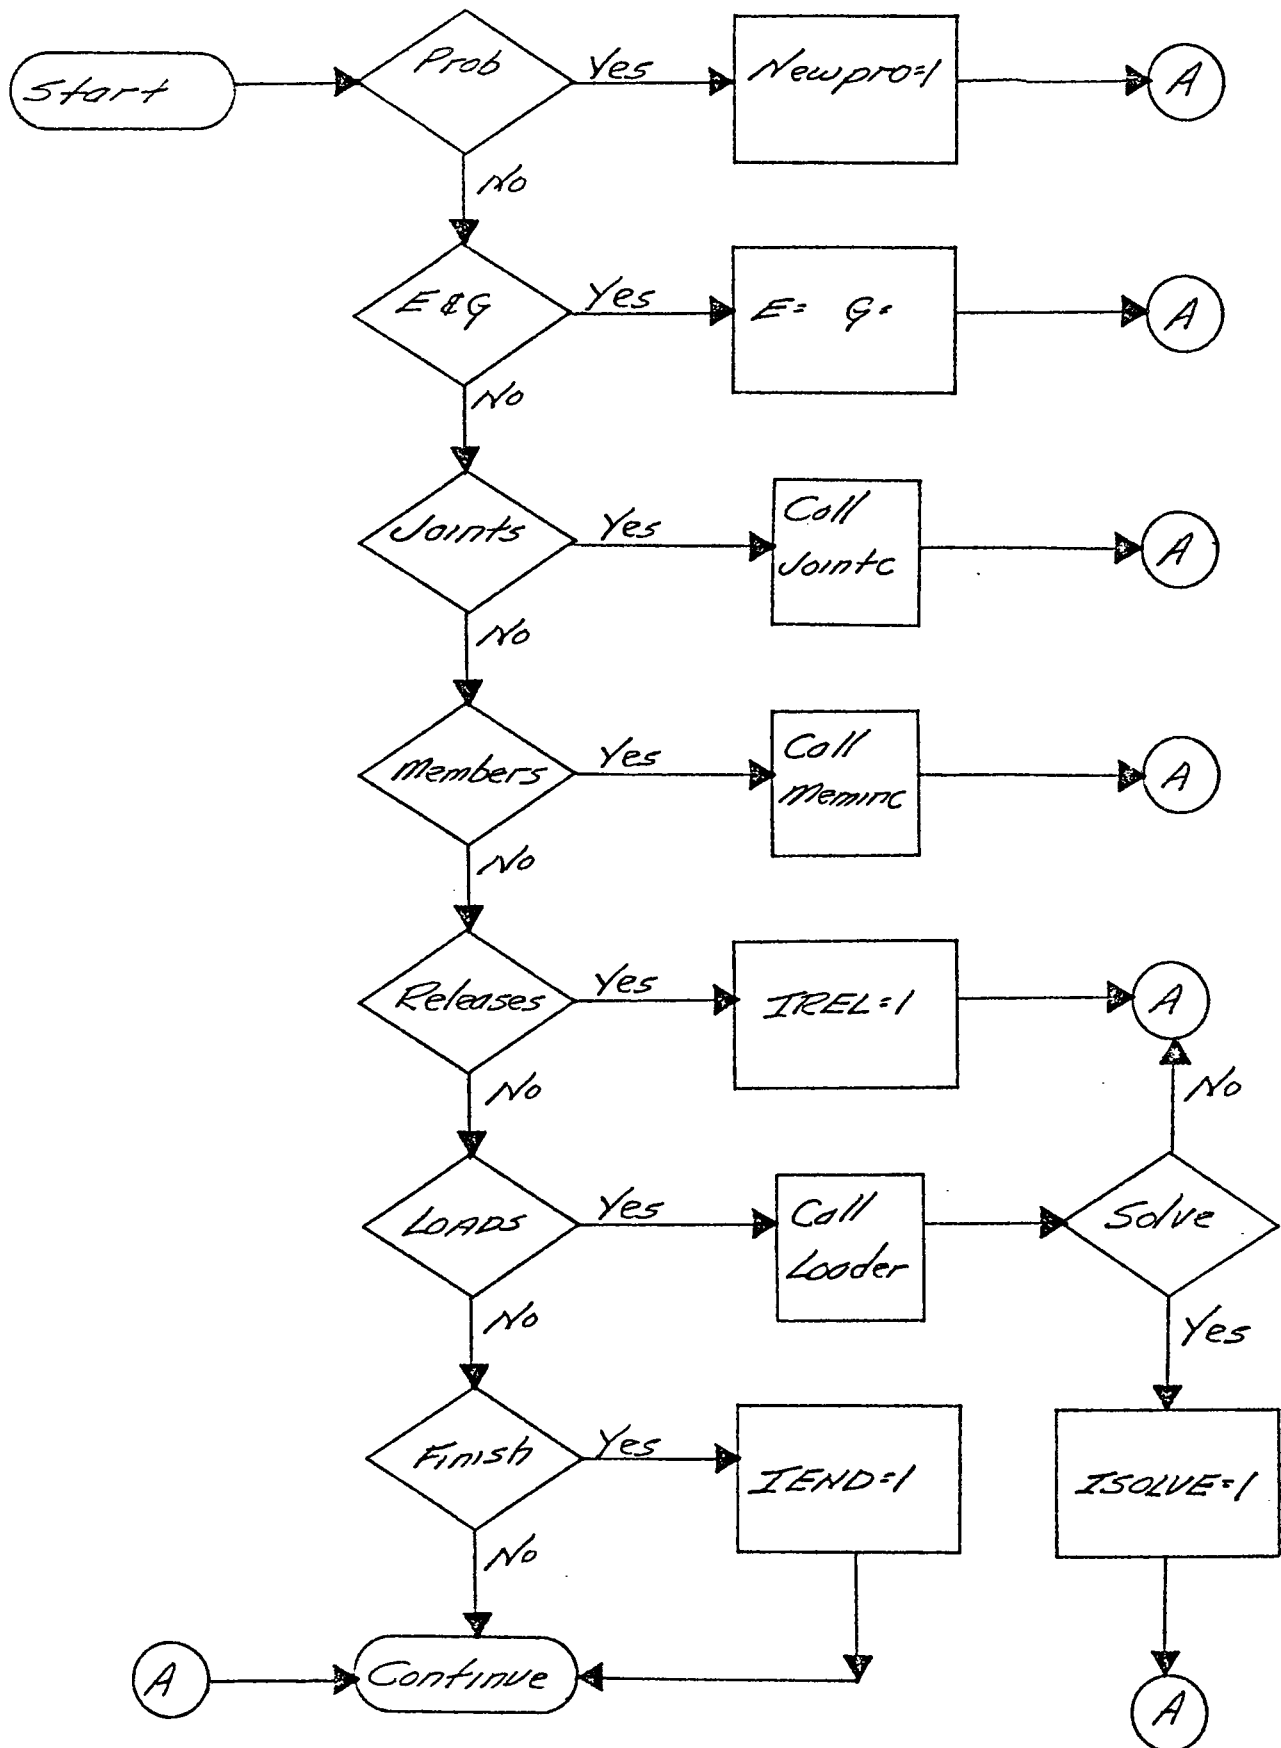 Start
Prob
Yes
Newpro=1
A
No
E & G
Yes
E= G=
A
No
Joints
Yes
Call
Jointc
A
No
Members
Yes
Call
Meminc
A
No
Releases
Yes
IREL=1
A
No
No
LOADS
Yes
Call
Loader
Solve
No
Yes
Finish
Yes
IEND=1
ISOLVE=1
No
A
Continue
A